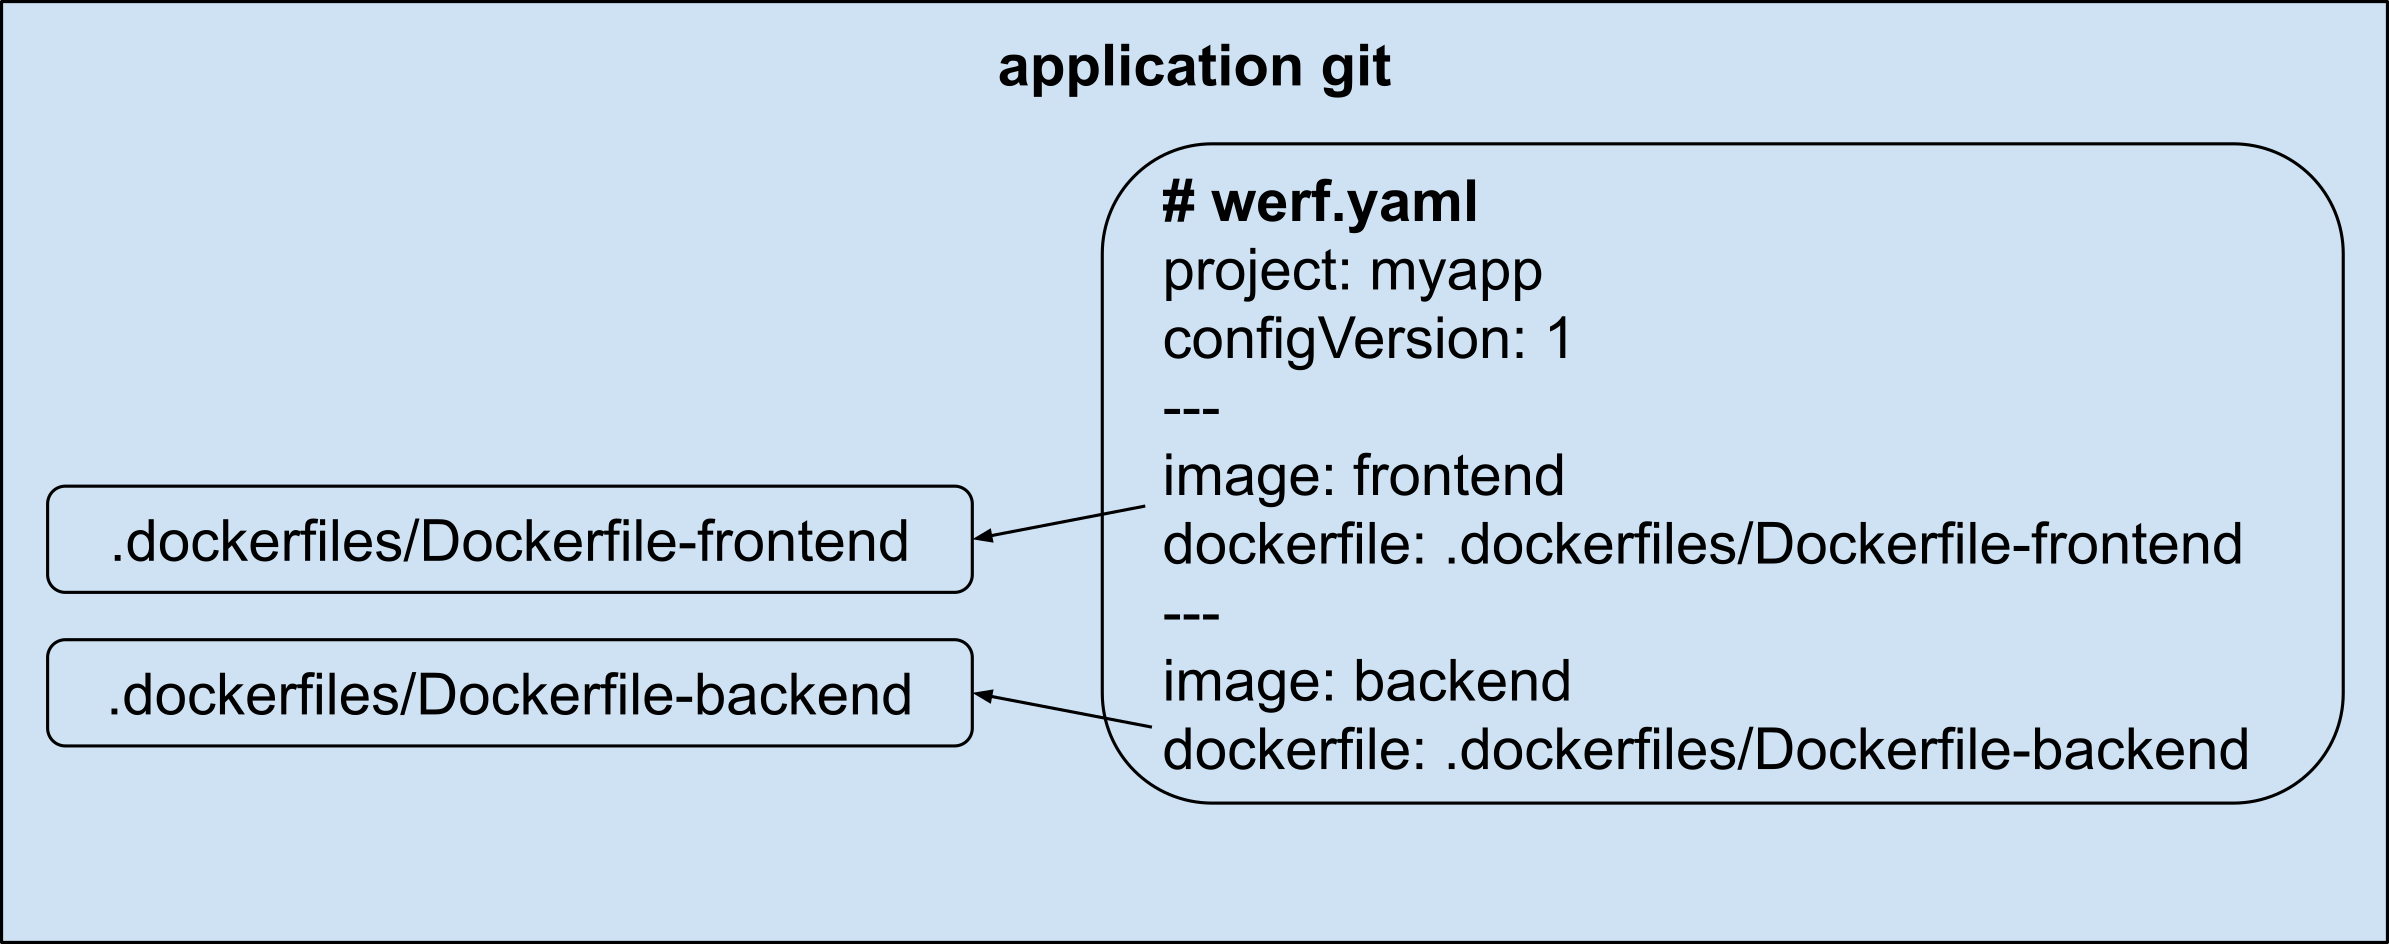 application git
# werf.yaml
project: myapp
configVersion: 1
---
image: frontend
dockerfile: .dockerfiles/Dockerfile-frontend
---
image: backend
dockerfile: .dockerfiles/Dockerfile-backend
.dockerfiles/Dockerfile-frontend
.dockerfiles/Dockerfile-backend